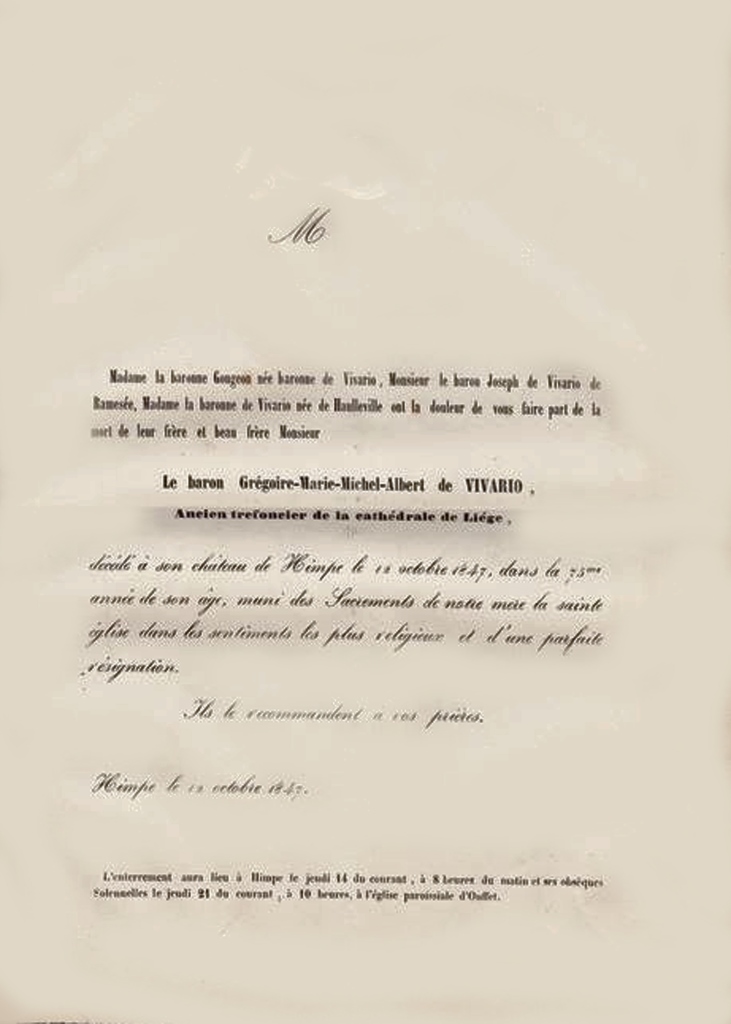 M
Madame la baronne Gougeon née baronne de Vivario, Monsieur le baron Joseph de Vivario de
Ramesée, Madame la baronne de Vivario née de Haulleville ont la douleur de vous faire part de la
mort de leur frère et beau frère Monsieur
Le baron Grégoire-Marie-Michel-Albert de VIVARIO ,
Ancien trefoncier de la cathédrale de Liége ,
décédé à son château de Himpe le 12 octobre 1847, dans la 75me
année de son âge, muni des Sacrements de notre mere la sainte
église dans les sentiments les plus religieux et d'une parfaite
résignation.
Ils le recommandent a vos prières.
Himpe le 12 octobre 1847.
L'enterrement aura lieu à Himpe le jeudi 14 du courant , à 8 heures du matin et ses obsèques
Solennelles le jeudi 21 du courant , à 10 heures, à l'église paroissiale d'Ouffet.